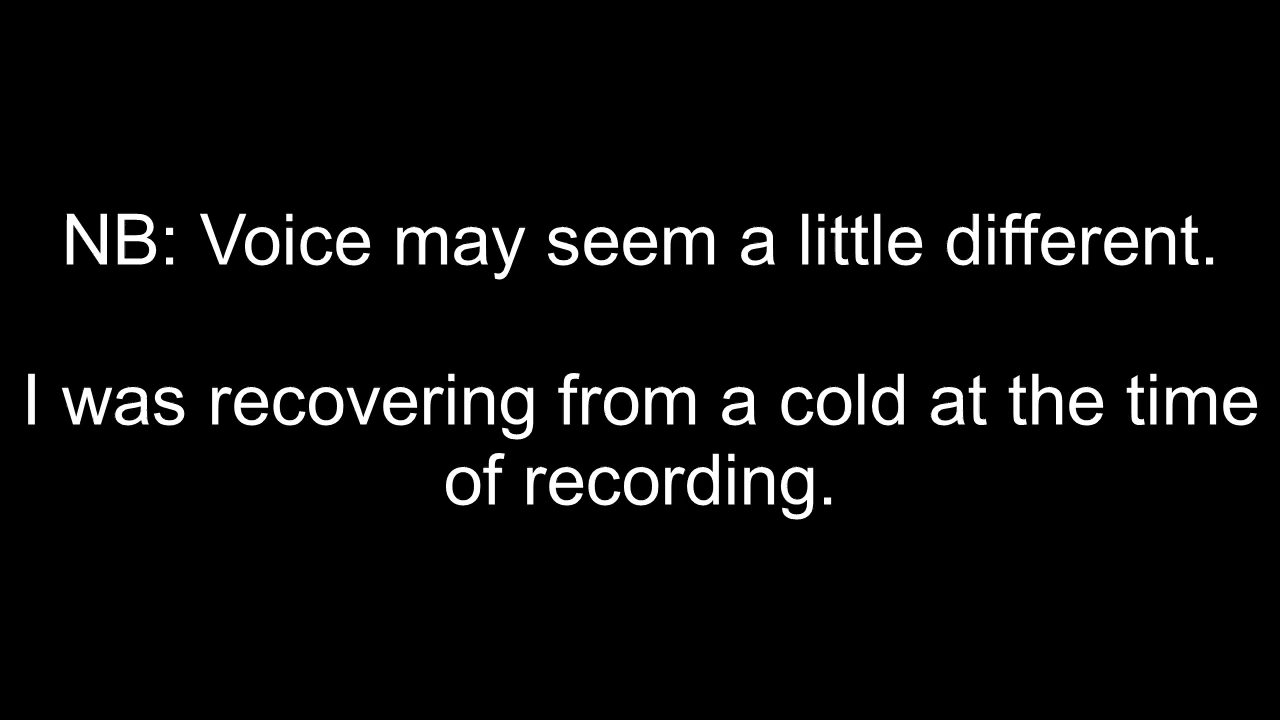 NB: Voice may seem a little different.
I was recovering from a cold at the time
of recording.